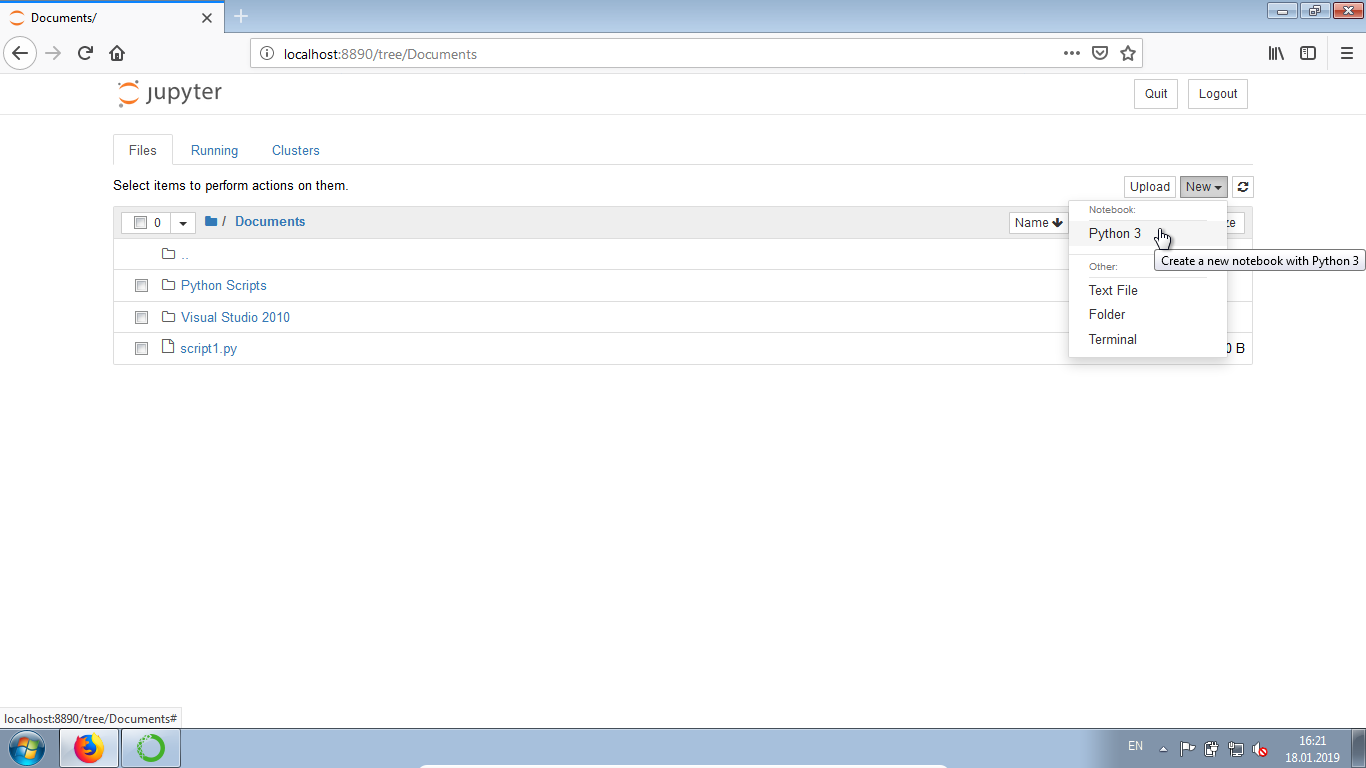 Documents/
localhost:8890/tree/Documents
jupyter
Quit
Logout
Files
Running
Clusters
Select items to perform actions on them.
Upload
New
0
/ Documents
Name
Notebook:
Python 3
Create a new notebook with Python 3
Other:
Text File
Folder
Terminal
..
Python Scripts
Visual Studio 2010
script1.py
B
localhost:8890/tree/Documents#
EN
16:21
18.01.2019